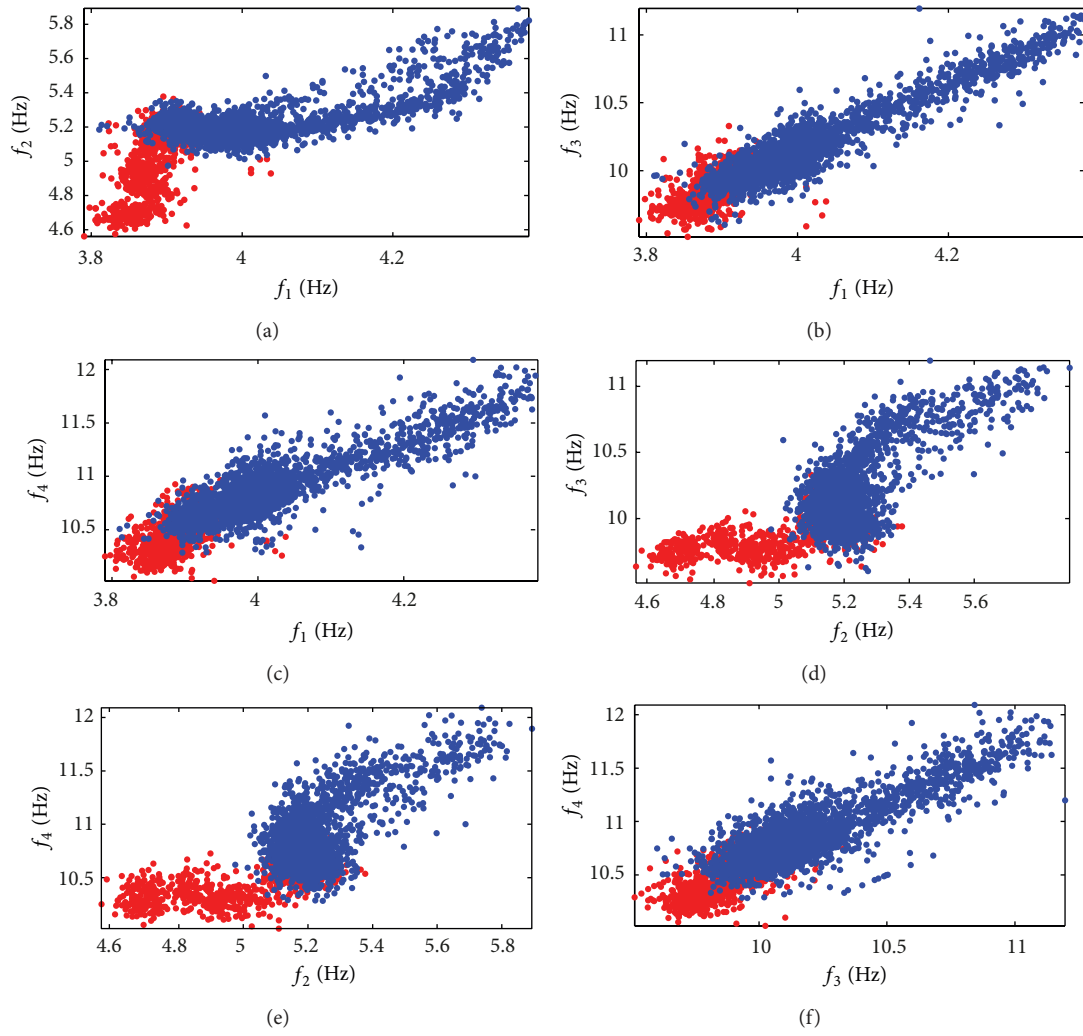 5.8
5.6
5.4
5.2
5
4.8
4.6
f2 (Hz)
3.8 4 4.2
f1 (Hz)
(a)
11
10.5
10
f3 (Hz)
4 4.2
f1 (Hz)
(b)
12
11.5
11
10.5
f4 (Hz)
3.8 4 4.2
f1 (Hz)
(c)
11
10.5
10
f3 (Hz)
4.6 4.8 5 5.2 5.4 5.6
f2 (Hz)
(d)
12
11.5
11
10.5
f4 (Hz)
4.6 4.8 5 5.2 5.4 5.6 5.8
f2 (Hz)
(e)
12
11.5
11
10.5
f4 (Hz)
10 10.5 11
f3 (Hz)
(f)